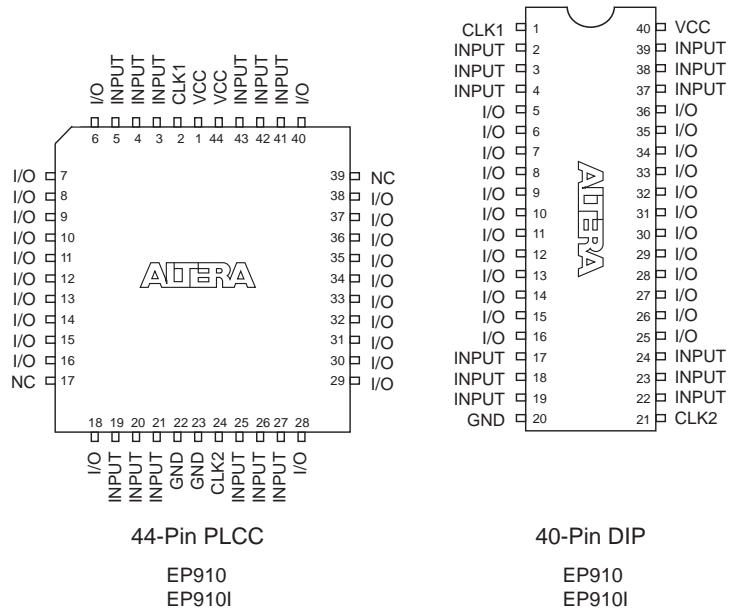 I/O INPUT INPUT INPUT CLK1 VCC VCC INPUT INPUT INPUT I/O
6 5 4 3 2 1 44 43 42 41 40
I/O 7 39 NC
I/O 8 38 I/O
I/O 9 37 I/O
I/O 10 36 I/O
I/O 11 35 I/O
I/O 12 34 I/O
I/O 13 33 I/O
I/O 14 32 I/O
I/O 15 31 I/O
I/O 16 30 I/O
NC 17 29 I/O
ALTERA
18 19 20 21 22 23 24 25 26 27 28
I/O INPUT INPUT INPUT GND GND CLK2 INPUT INPUT INPUT I/O
44-Pin PLCC
EP910
EP910I
CLK1 1 40 VCC
INPUT 2 39 INPUT
INPUT 3 38 INPUT
INPUT 4 37 INPUT
I/O 5 36 I/O
I/O 6 35 I/O
I/O 7 34 I/O
I/O 8 33 I/O
I/O 9 32 I/O
I/O 10 31 I/O
I/O 11 30 I/O
I/O 12 29 I/O
I/O 13 28 I/O
I/O 14 27 I/O
I/O 15 26 I/O
I/O 16 25 I/O
INPUT 17 24 INPUT
INPUT 18 23 INPUT
INPUT 19 22 INPUT
GND 20 21 CLK2
ALTERA
40-Pin DIP
EP910
EP910I